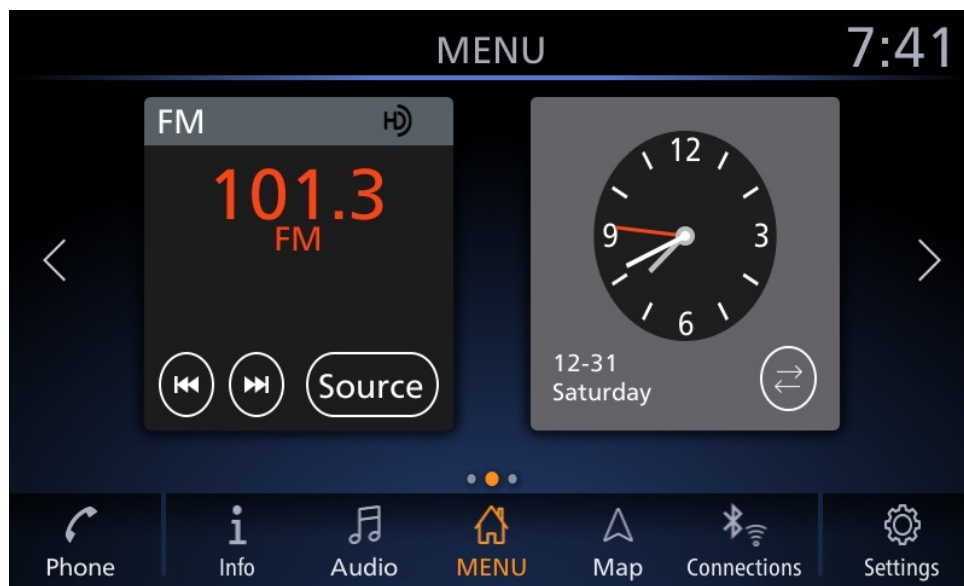 MENU 7:41
FM HD
101.3
FM
Source
12
3
6
9
12-31
Saturday
Phone
Info
Audio
MENU
Map
Connections
Settings